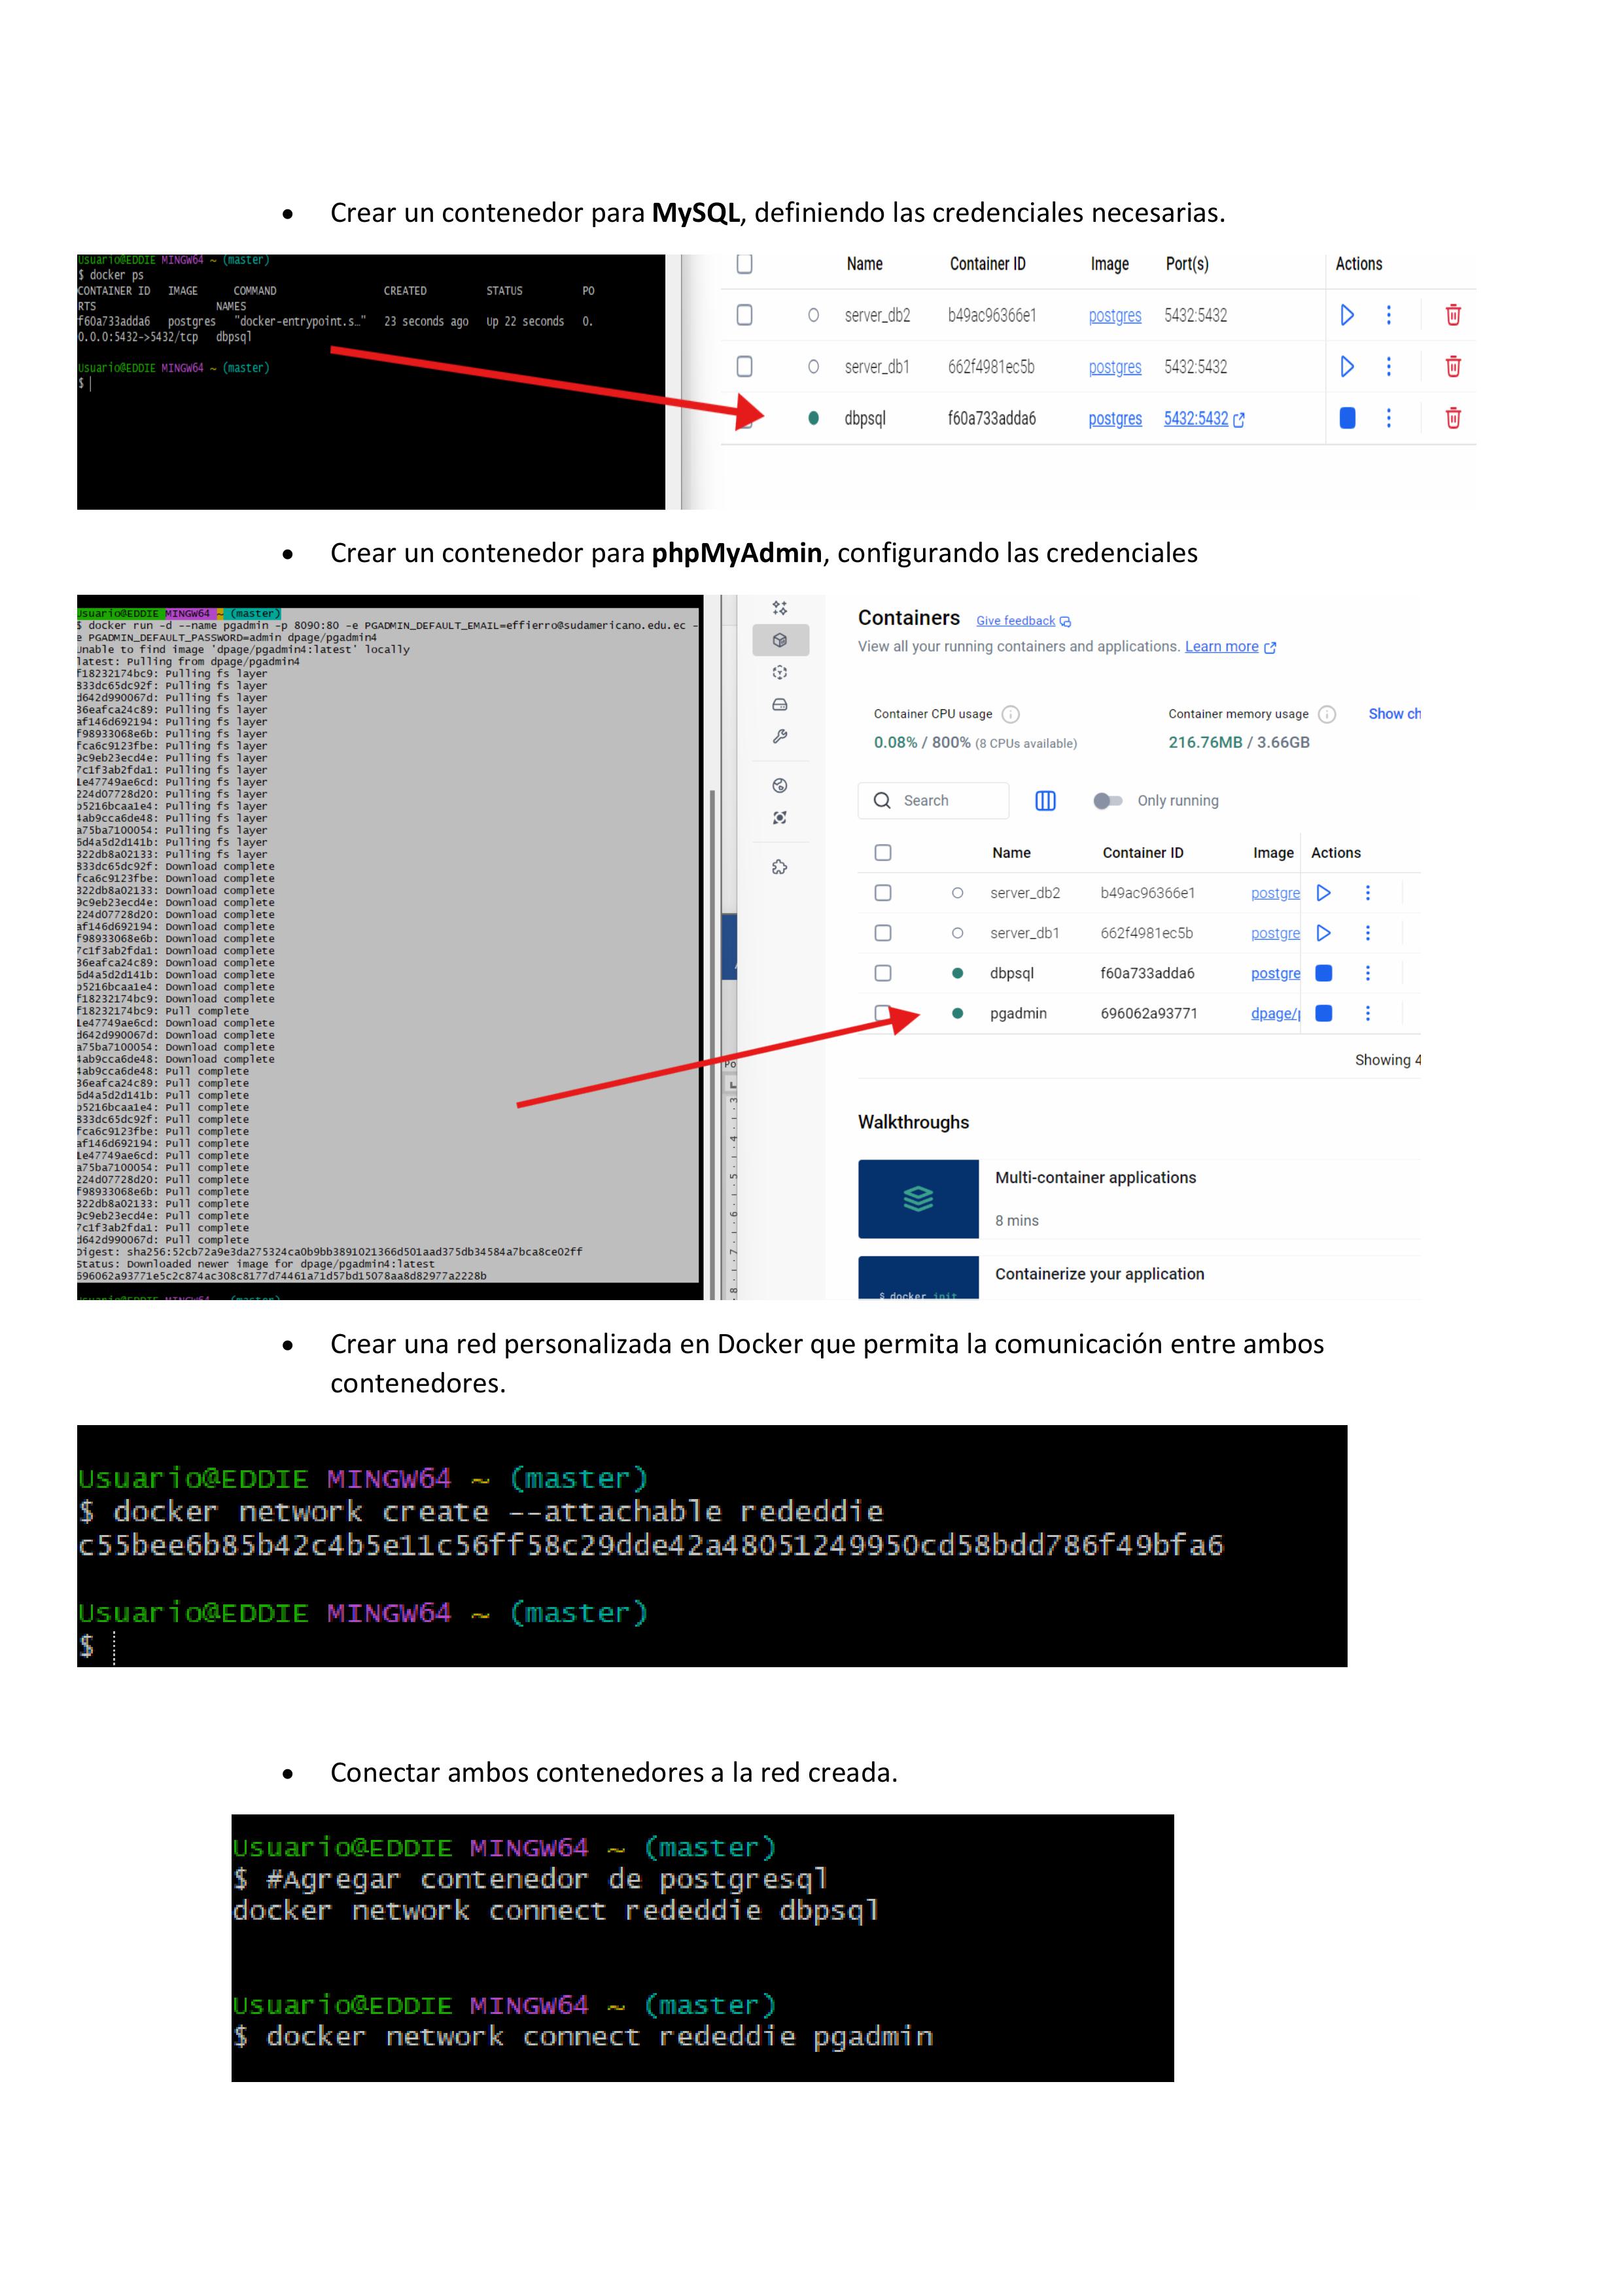 • Crear un contenedor para MySQL, definiendo las credenciales necesarias.
Usuario@EDDIE MINGW64 ~ (master)
$ docker ps
CONTAINER ID   IMAGE      COMMAND                  CREATED          STATUS          PO
RTS                    NAMES
f60a733adda6   postgres   "docker-entrypoint.s…"   23 seconds ago   Up 22 seconds   0.
0.0.0:5432->5432/tcp   dbpsql
Usuario@EDDIE MINGW64 ~ (master)
$
Name Container ID Image Port(s) Actions
server_db2 b49ac96366e1 postgres 5432:5432
server_db1 662f4981ec5b postgres 5432:5432
dbpsql f60a733adda6 postgres 5432:5432
• Crear un contenedor para phpMyAdmin, configurando las credenciales
Usuario@EDDIE MINGW64 ~ (master)
$ docker run -d --name pgadmin -p 8090:80 -e PGADMIN_DEFAULT_EMAIL=effierro@sudamericano.edu.ec -
e PGADMIN_DEFAULT_PASSWORD=admin dpage/pgadmin4
Unable to find image 'dpage/pgadmin4:latest' locally
latest: Pulling from dpage/pgadmin4
f18232174bc9: Pulling fs layer
833dc65dc92f: Pulling fs layer
d642d990067d: Pulling fs layer
36eafca24c89: Pulling fs layer
af146d692194: Pulling fs layer
f98933068e6b: Pulling fs layer
fca6c9123fbe: Pulling fs layer
9c9eb23ecd4e: Pulling fs layer
7c1f3ab2fda1: Pulling fs layer
1e47749ae6cd: Pulling fs layer
224d07728d20: Pulling fs layer
b5216bcaa1e4: Pulling fs layer
4ab9cca6de48: Pulling fs layer
a75ba7100054: Pulling fs layer
6d4a5d2d141b: Pulling fs layer
322db8a02133: Pulling fs layer
833dc65dc92f: Download complete
fca6c9123fbe: Download complete
322db8a02133: Download complete
9c9eb23ecd4e: Download complete
224d07728d20: Download complete
af146d692194: Download complete
f98933068e6b: Download complete
7c1f3ab2fda1: Download complete
36eafca24c89: Download complete
6d4a5d2d141b: Download complete
b5216bcaa1e4: Download complete
f18232174bc9: Download complete
f18232174bc9: Pull complete
1e47749ae6cd: Download complete
d642d990067d: Download complete
a75ba7100054: Download complete
4ab9cca6de48: Download complete
4ab9cca6de48: Pull complete
36eafca24c89: Pull complete
6d4a5d2d141b: Pull complete
b5216bcaa1e4: Pull complete
833dc65dc92f: Pull complete
fca6c9123fbe: Pull complete
af146d692194: Pull complete
1e47749ae6cd: Pull complete
a75ba7100054: Pull complete
224d07728d20: Pull complete
f98933068e6b: Pull complete
322db8a02133: Pull complete
9c9eb23ecd4e: Pull complete
7c1f3ab2fda1: Pull complete
d642d990067d: Pull complete
Digest: sha256:52cb72a9e3da275324ca0b9bb3891021366d501aad375db34584a7bca8ce02ff
Status: Downloaded newer image for dpage/pgadmin4:latest
696062a93771e5c2c874ac308c8177d74461a71d57bd15078aa8d82977a2228b
Containers Give feedback
View all your running containers and applications. Learn more
Container CPU usage Container memory usage Show ch
0.08% / 800% (8 CPUs available) 216.76MB / 3.66GB
Search Only running
Name Container ID Image Actions
server_db2 b49ac96366e1 postgre
server_db1 662f4981ec5b postgre
dbpsql f60a733adda6 postgre
pgadmin 696062a93771 dpage/
Showing 4
Walkthroughs
Multi-container applications
8 mins
Containerize your application
$ docker init
• Crear una red personalizada en Docker que permita la comunicación entre ambos
contenedores.
Usuario@EDDIE MINGW64 ~ (master)
$ docker network create --attachable rededdie
c55bee6b85b42c4b5e11c56ff58c29dde42a48051249950cd58bdd786f49bfa6
Usuario@EDDIE MINGW64 ~ (master)
$
• Conectar ambos contenedores a la red creada.
Usuario@EDDIE MINGW64 ~ (master)
$ #Agregar contenedor de postgresql
docker network connect rededdie dbpsql
Usuario@EDDIE MINGW64 ~ (master)
$ docker network connect rededdie pgadmin